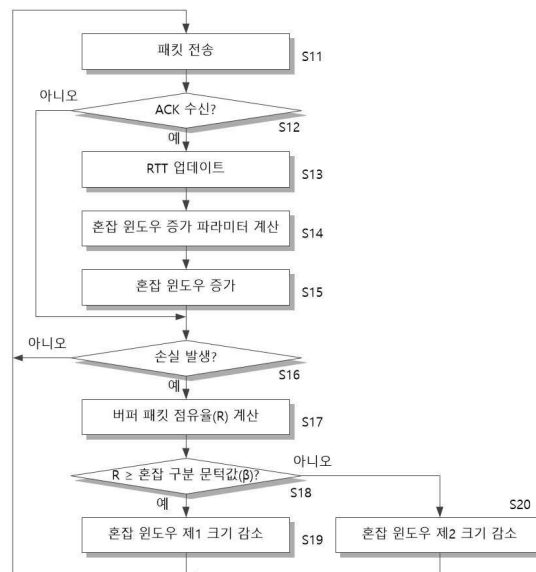 패킷 전송
S11
아니오
ACK 수신?
S12
예
RTT 업데이트
S13
혼잡 윈도우 증가 파라미터 계산
S14
혼잡 윈도우 증가
S15
아니오
손실 발생?
S16
예
버퍼 패킷 점유율(R) 계산
S17
R ≥ 혼잡 구분 문턱값(β)?
아니오
S18
예
S20
혼잡 윈도우 제1 크기 감소
S19
혼잡 윈도우 제2 크기 감소